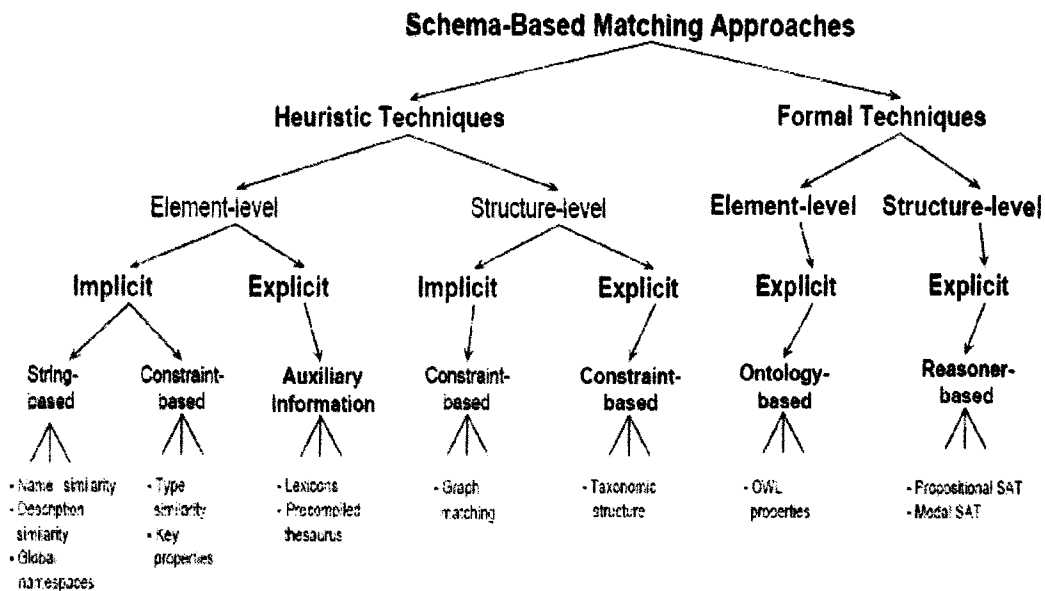 Schema-Based Matching Approaches
Heuristic Techniques
Formal Techniques
Element-level
Structure-level
Element-level
Structure-level
Implicit
Explicit
Implicit
Explicit
Explicit
Explicit
String-
based
Constraint-
based
Auxiliary
Information
Constraint-
based
Constraint-
based
Ontology-
based
Reasoner-
based
- Name similarity
- Description
similarity
- Global
namespaces
- Type
similarity
- Key
properties
- Lexicons
- Precompiled
thesaurus
- Graph
matching
- Taxonomic
structure
- OWL
properties
- Propositional SAT
- Modal SAT